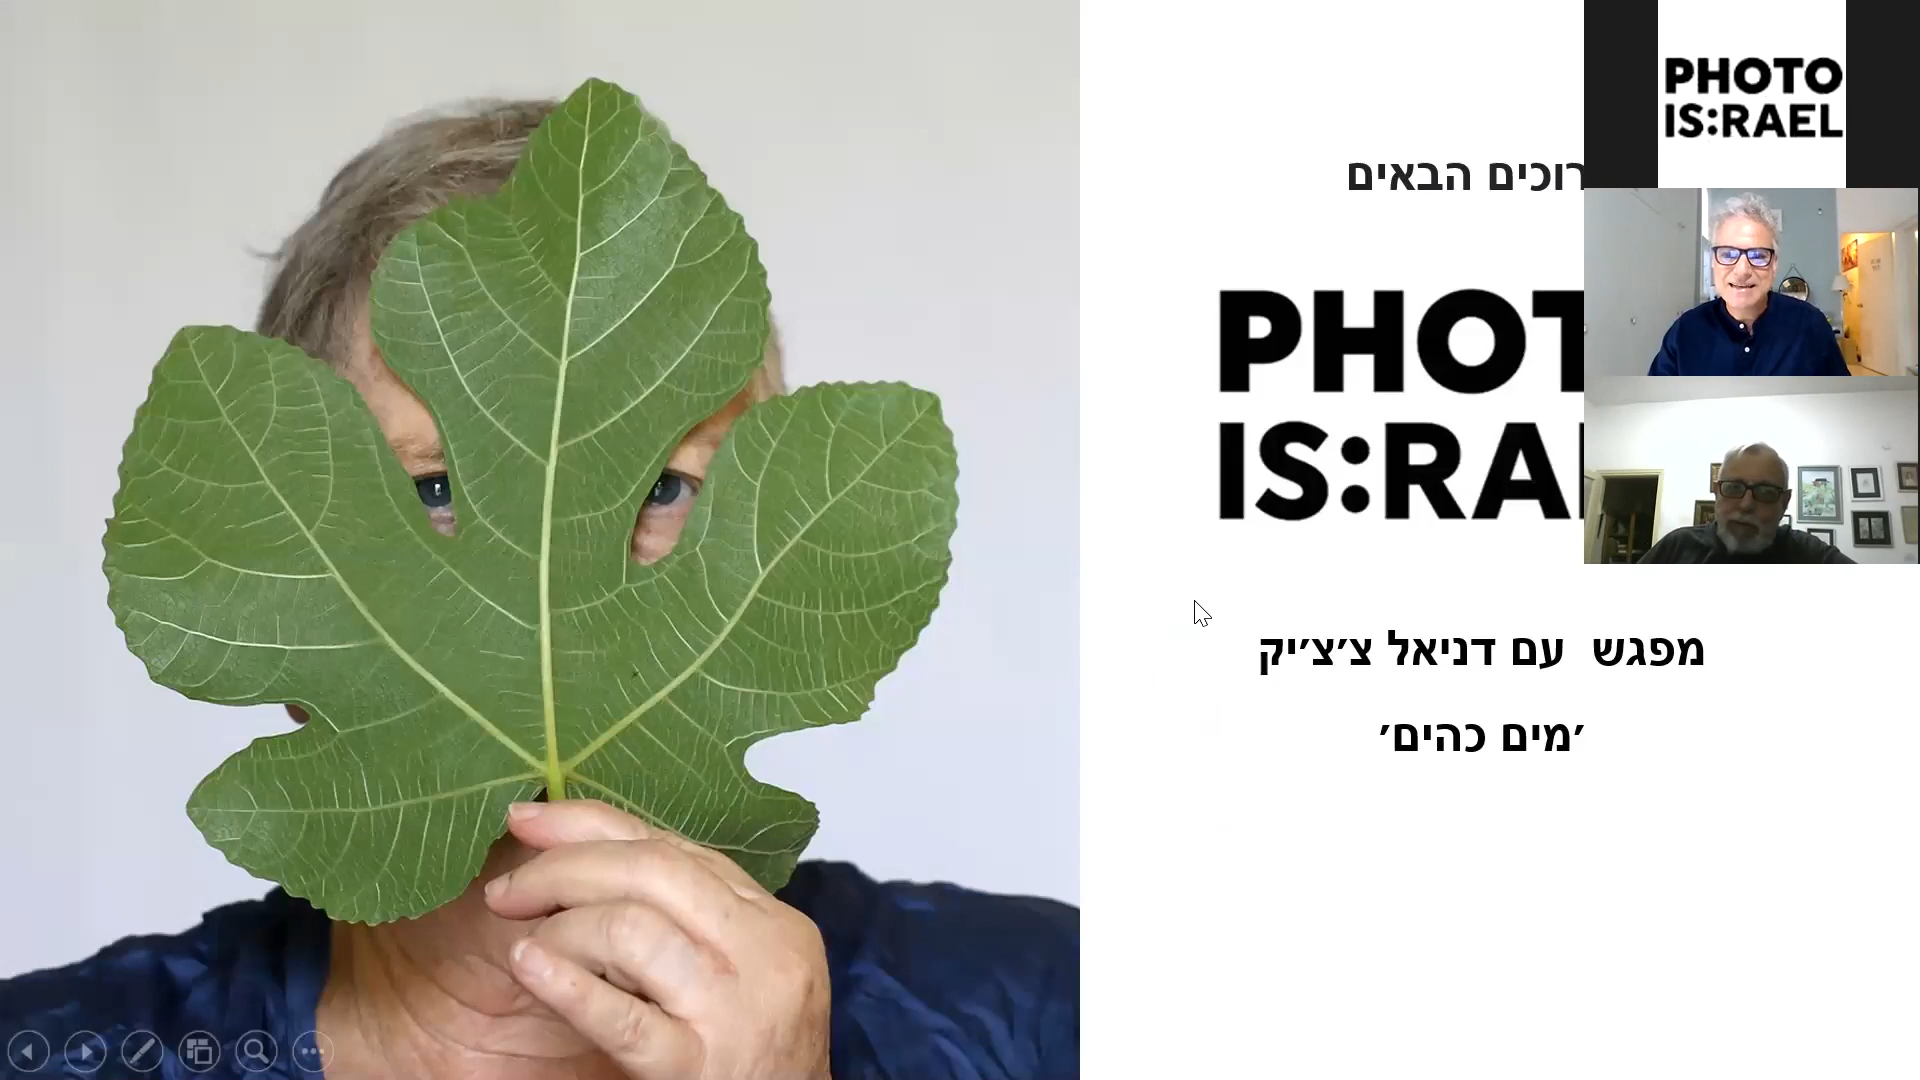 רוכים הבאים
PHOT
IS:RA
מפגש עם דניאל צ׳צ׳יק
׳מים כהים׳
PHOTO
IS:RAEL